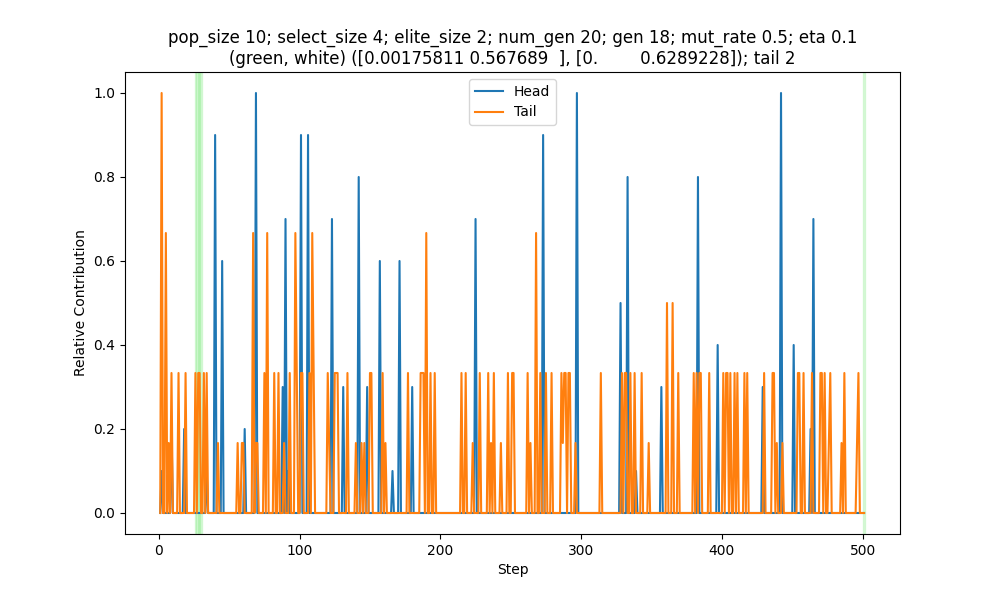 pop_size 10; select_size 4; elite_size 2; num_gen 20; gen 18; mut_rate 0.5; eta 0.1
(green, white) ([0.00175811 0.567689  ], [0.        0.6289228]); tail 2
Head
Tail
1.0
0.8
0.6
0.4
0.2
0.0
Relative Contribution
0 100 200 300 400 500
Step